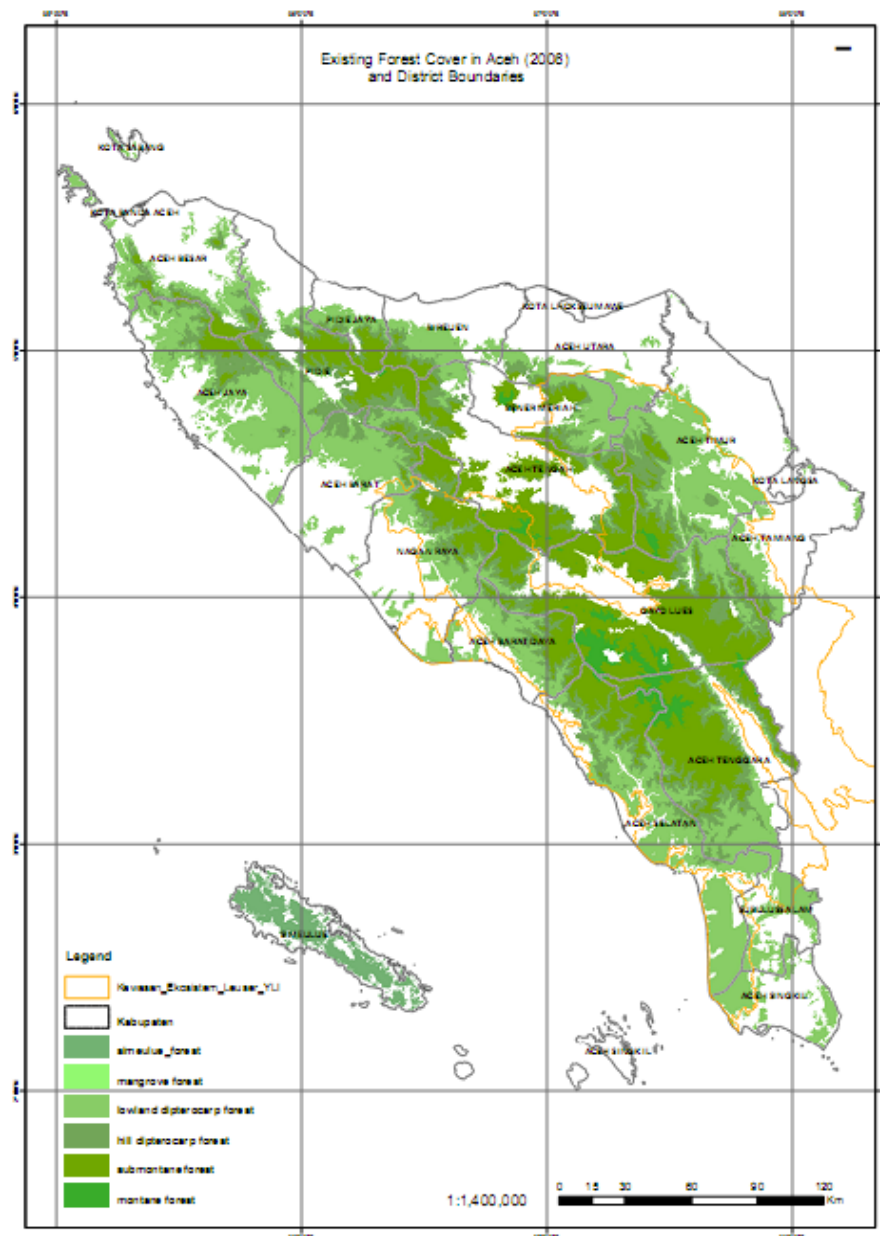 Existing Forest Cover in Aceh (2006)
and District Boundaries
KOTA SABANG
KOTA BANDA ACEH
ACEH BESAR
PIDIE JAYA
BIREUEN
KOTA LHOKSEUMAWE
ACEH UTARA
PIDIE
ACEH JAYA
BENER MERIAH
ACEH TIMUR
ACEH BARAT
ACEH TENGAH
KOTA LANGSA
NAGAN RAYA
ACEH TAMIANG
GAYO LUES
ACEH BARAT DAYA
ACEH TENGGARA
ACEH SELATAN
SIMEULUE
SUBULUSSALAM
ACEH SINGKIL
ACEH SINGKIL
Legend
Kawasan_Ekosistem_Leuser_YLI
Kabupaten
simeulue_forest
mangrove forest
lowland dipterocarp forest
hill dipterocarp forest
submontane forest
montane forest
1:1,400,000
0 15 30 60 90 120
Km